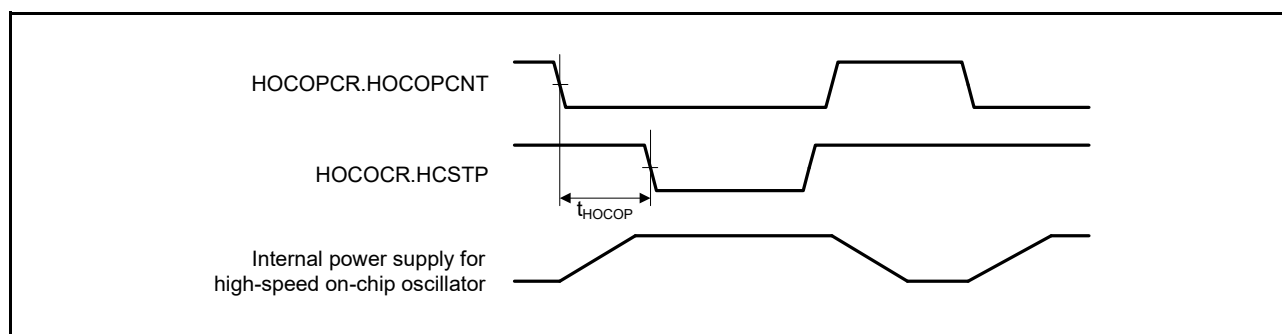 HOCOPCR.HOCOPCNT
HOCOCR.HCSTP
tHOCOP
Internal power supply for
high-speed on-chip oscillator